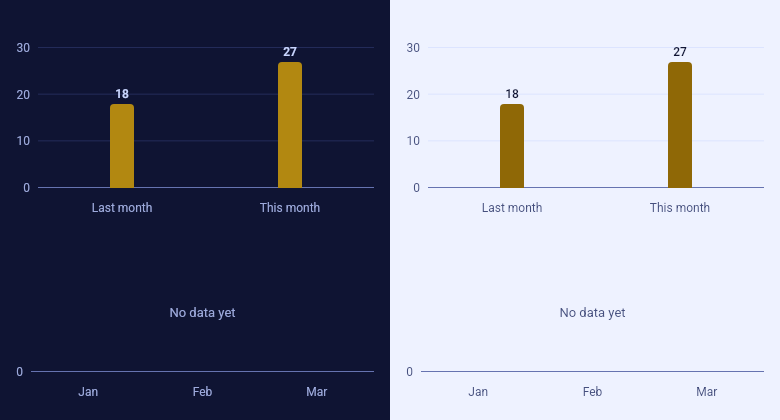 30
27
20
18
10
0
Last month
This month
No data yet
0
Jan
Feb
Mar
30
27
20
18
10
0
Last month
This month
No data yet
0
Jan
Feb
Mar